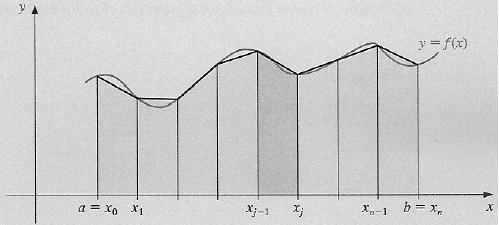 y
y = f(x)
a = x₀ x₁ xⱼ₋₁ xⱼ xₙ₋₁ b = xₙ x